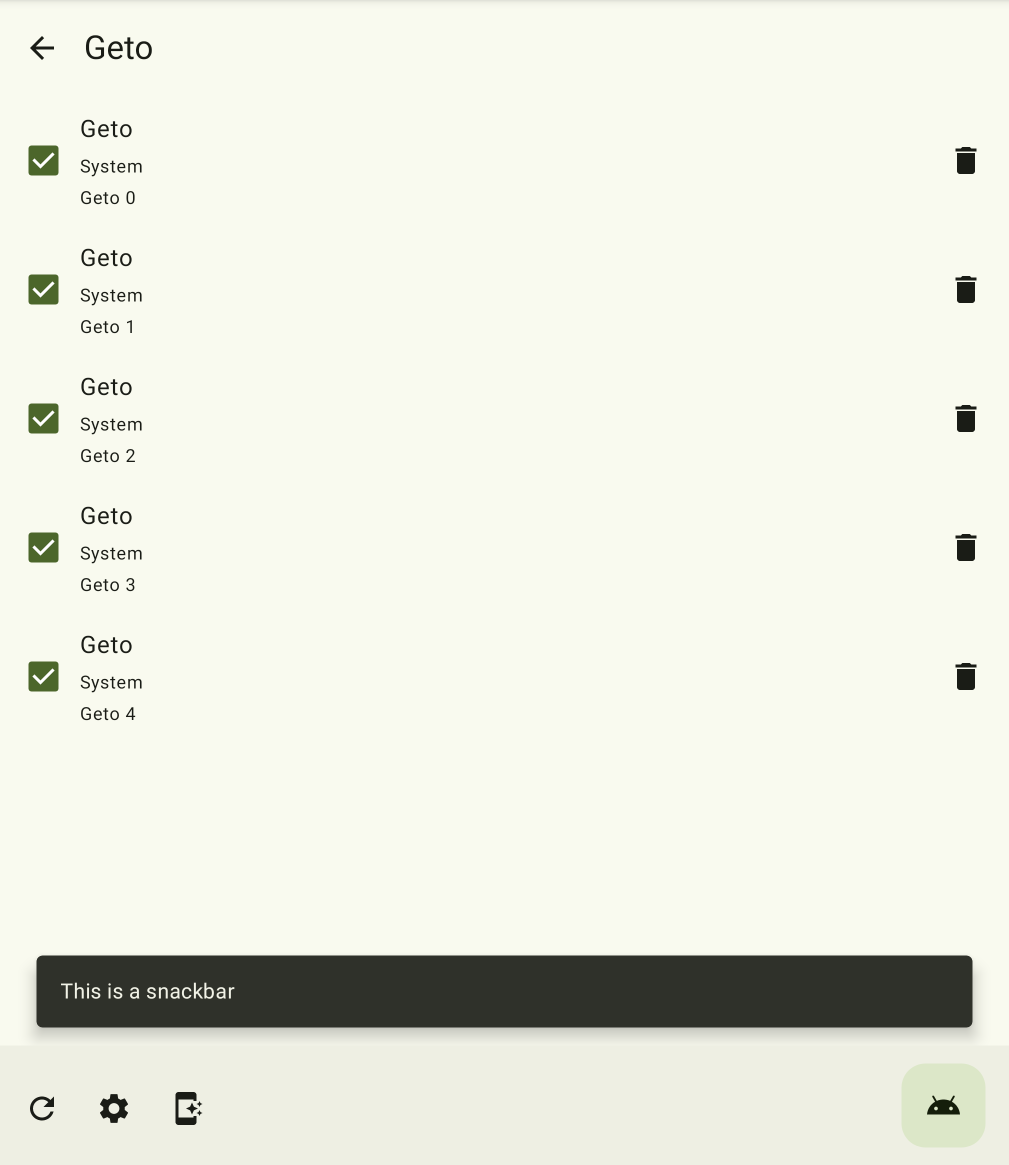 Geto
Geto
System
Geto 0
Geto
System
Geto 1
Geto
System
Geto 2
Geto
System
Geto 3
Geto
System
Geto 4
This is a snackbar